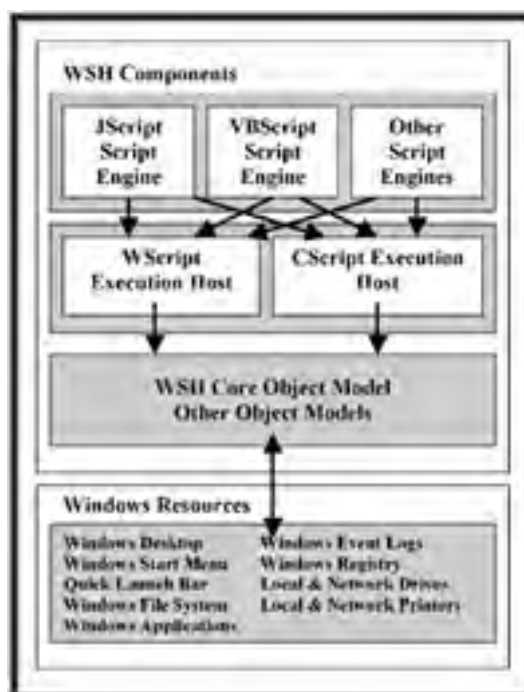 WSH Components
JScript
Script
Engine
VBScript
Script
Engine
Other
Script
Engines
WScript
Execution Host
CScript Execution
Host
WSH Core Object Model
Other Object Models
Windows Resources
Windows Desktop
Windows Start Menu
Quick Launch Bar
Windows File System
Windows Applications
Windows Event Logs
Windows Registry
Local & Network Drives
Local & Network Printers